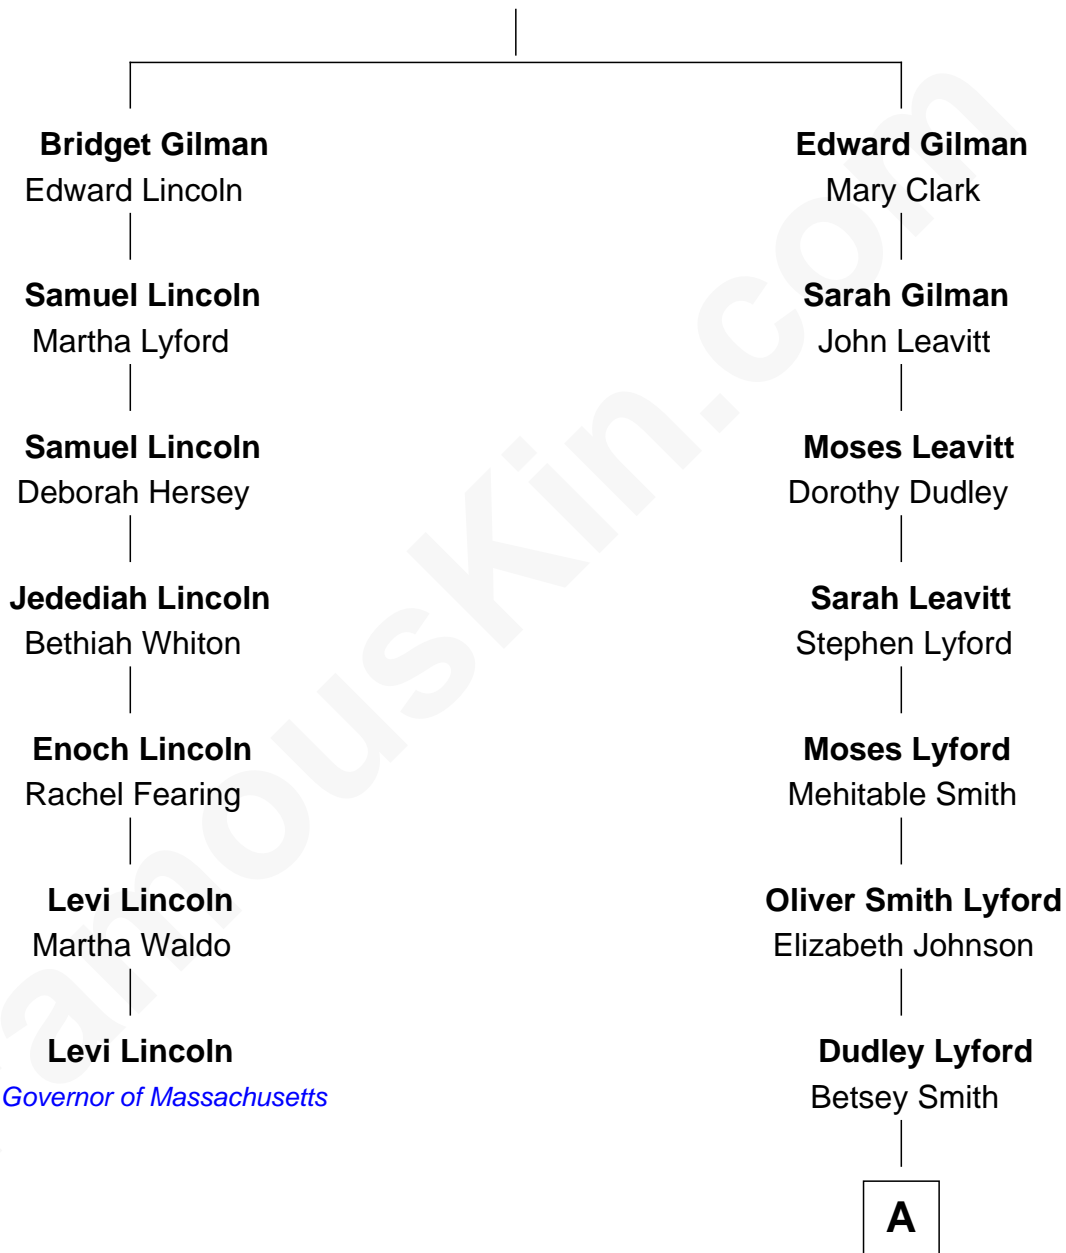 Bridget Gilman
Edward Lincoln
Edward Gilman
Mary Clark
Samuel Lincoln
Martha Lyford
Sarah Gilman
John Leavitt
Samuel Lincoln
Deborah Hersey
Moses Leavitt
Dorothy Dudley
Jedediah Lincoln
Bethiah Whiton
Sarah Leavitt
Stephen Lyford
Enoch Lincoln
Rachel Fearing
Moses Lyford
Mehitable Smith
Levi Lincoln
Martha Waldo
Oliver Smith Lyford
Elizabeth Johnson
Levi Lincoln
Governor of Massachusetts
Dudley Lyford
Betsey Smith
A
amousKin.com